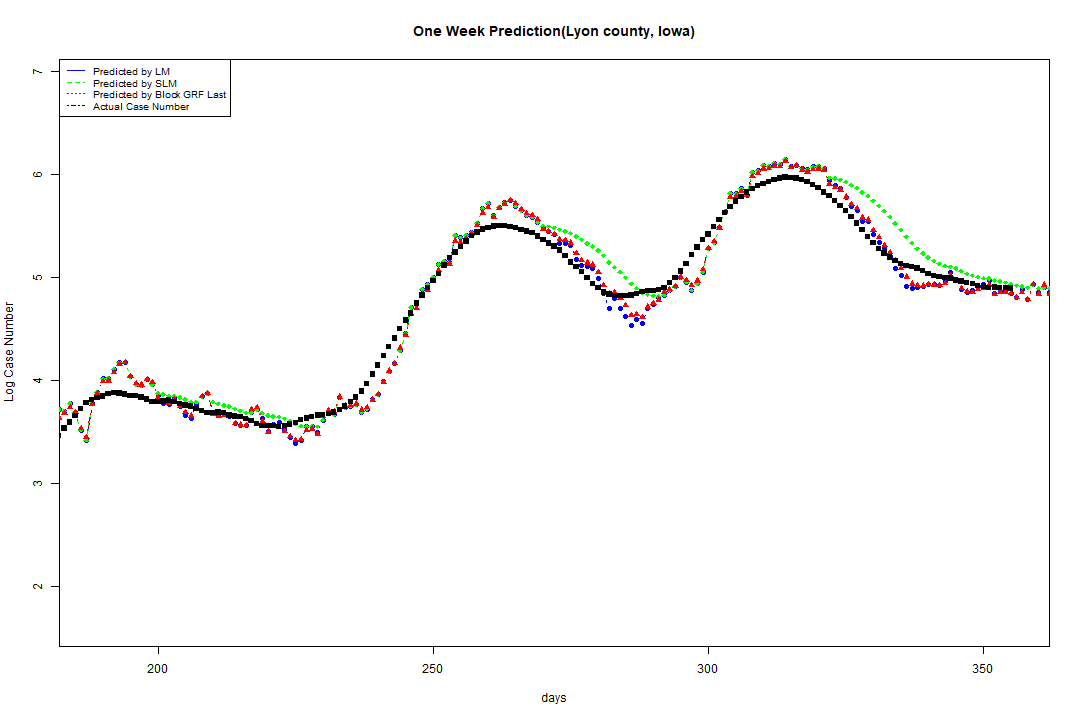 One Week Prediction(Lyon county, Iowa)
Predicted by LM
Predicted by SLM
Predicted by Block GRF Last
Actual Case Number
7
6
5
4
3
2
Log Case Number
200 250 300 350
days